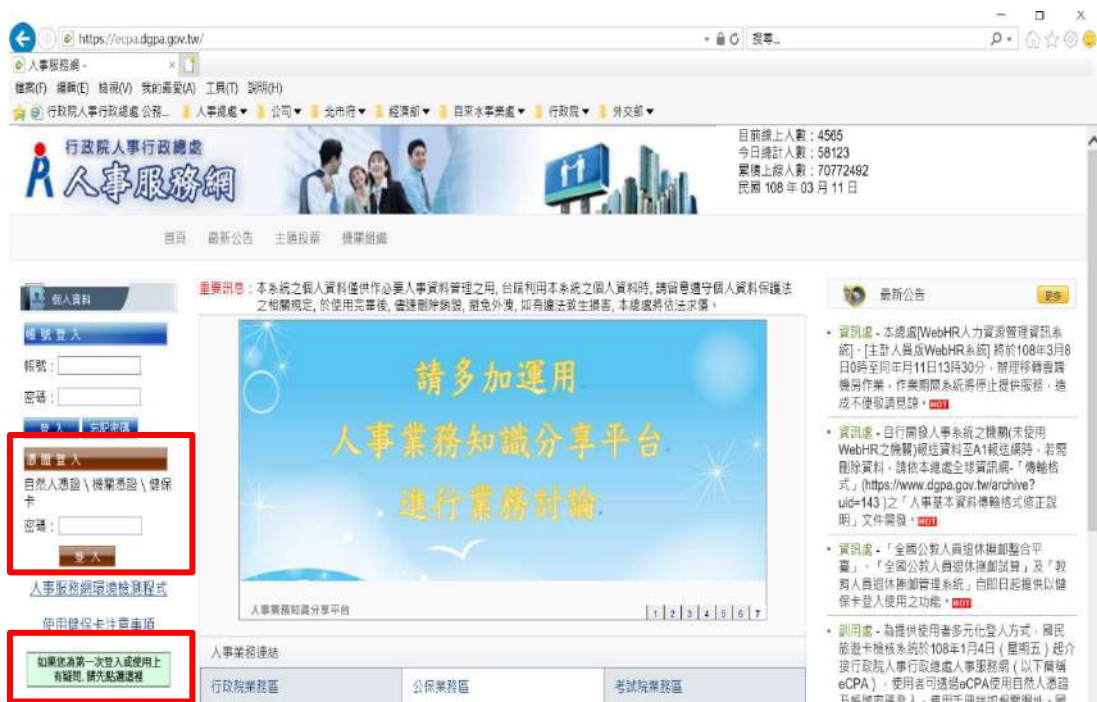 https://ecpa.dgpa.gov.tw/
搜尋...
人事服務網 -
檔案(F) 編輯(E) 檢視(V) 我的最愛(A) 工具(T) 說明(H)
行政院人事行政總處 公務... 人事總處 公司 北市府 經濟部 自來水事業處 行政院 外交部
行政院人事行政總處
人事服務網
目前線上人數：4565
今日總計人數：58123
累積上線人數：70772492
民國 108 年 03 月 11 日
首頁 最新公告 主題投票 機關組織
個人資料
帳號登入
帳號：
密碼：
登入 忘記密碼
憑證登入
自然人憑證 \ 機關憑證 \ 健保
卡
密碼：
登入
人事服務網環境檢測程式
使用健保卡注意事項
如果您為第一次登入或使用上
有疑問,請先點選這裡
重要訊息：本系統之個人資料僅供作必要人事資料管理之用, 台端利用本系統之個人資料時, 請留意遵守個人資料保護法
之相關規定, 於使用完畢後, 儘速刪除銷毀, 避免外洩, 如有違法致生損害, 本總處將依法求償。
請多加運用
人事業務知識分享平台
進行業務討論
人事業務知識分享平台
1 2 3 4 5 6 7
人事業務連結
行政院業務區 公保業務區 考試院業務區
最新公告 更多
資訊處 - 本總處[WebHR人力資源管理資訊系
統]、[主計人員版WebHR系統] 將於108年3月8
日0時至同年月11日13時30分，辦理移轉雲端
機房作業，作業期間系統將停止提供服務，造
成不便敬請見諒。HOT
資訊處 - 自行開發人事系統之機關(未使用
WebHR之機關)報送資料至A1報送網時，若需
刪除資料，請依本總處全球資訊網-「傳輸格
式」(https://www.dgpa.gov.tw/archive?
uid=143 )之「人事基本資料傳輸格式修正說
明」文件開發。HOT
資訊處 - 「全國公教人員退休撫卹整合平
臺」、「全國公教人員退休撫卹試算」及「教
育人員退休撫卹管理系統」自即日起提供以健
保卡登入使用之功能。HOT
訓用處 - 為提供使用者多元化登入方式，國民
旅遊卡檢核系統於108年1月4日（星期五）起介
接行政院人事行政總處人事服務網（以下簡稱
eCPA），使用者可透過eCPA使用自然人憑證